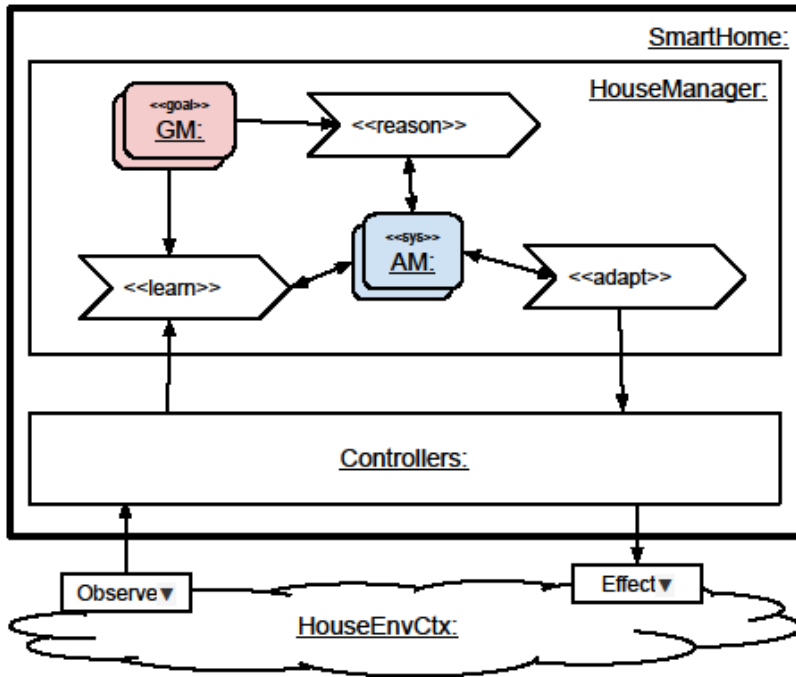 SmartHome:
HouseManager:
<<goal>>
GM:
<<reason>>
<<sys>>
AM:
<<learn>>
<<adapt>>
Controllers:
Observe▼
Effect▼
HouseEnvCtx: